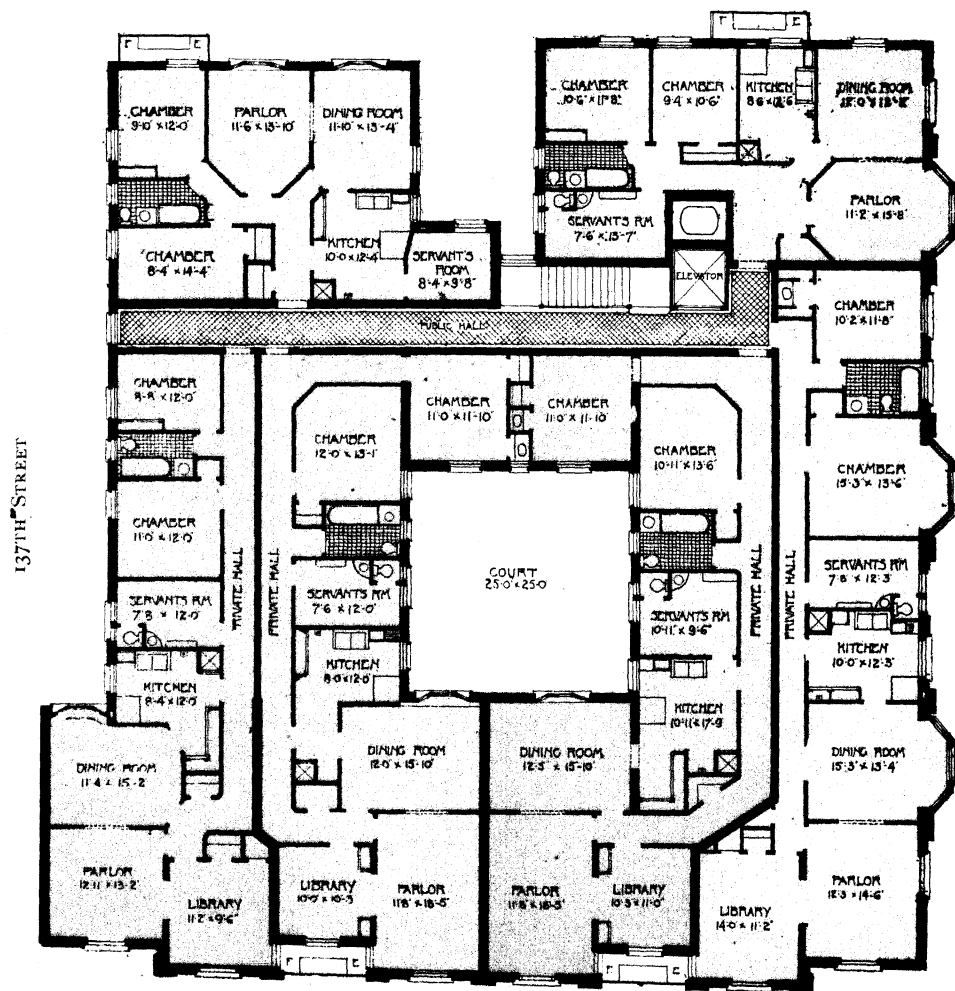 F E
CHAMBER
9'-10" × 12'-0"
PARLOR
11'-6" × 13'-10"
DINING ROOM
11'-10" × 13'-4"
CHAMBER
8'-4" × 14'-4"
KITCHEN
10'-0 × 12'-4"
SERVANT'S
ROOM
8'-4 × 9'-8"
F E
CHAMBER
10'-6" × 11'-8"
CHAMBER
9'-4 × 10'-6"
KITCHEN
8'-6 × 12'-6
DINING ROOM
PARLOR
11'-2" × 15'-8"
SERVANT'S RM
7'-6" × 13'-7"
ELEVATOR
PUBLIC HALL
CHAMBER
10'-2" × 11'-8"
CHAMBER
8'-8" × 12'-0"
CHAMBER
12'-0" × 13'-1"
CHAMBER
11'-0" × 11'-10"
CHAMBER
11'-0" × 11'-10"
CHAMBER
10'-11" × 13'-6"
CHAMBER
15'-3" × 13'-6"
137TH STREET
CHAMBER
11'-0" × 12'-0"
PRIVATE HALL
PRIVATE HALL
COURT
25'-0" × 25'-0
PRIVATE HALL
PRIVATE HALL
SERVANT'S RM
7'-8 × 12'-0"
SERVANT'S RM
7'-6 × 12'-0"
SERVANT'S RM
10'-11" × 9'-6"
SERVANT'S RM
7'-8 × 12'-3"
KITCHEN
8'-4" × 12'-0
KITCHEN
8'-0 × 12'-0
KITCHEN
10'-11 × 17'-9
KITCHEN
10'-0" × 12'-3"
DINING ROOM
11'-4 × 15'-2
DINING ROOM
12'-0 × 15'-10"
DINING ROOM
12'-3" × 15'-10"
DINING ROOM
15'-3" × 13'-4"
PARLOR
12'-11" × 13'-2"
LIBRARY
11'-2" × 9'-6"
LIBRARY
10'-0" × 10'-3
PARLOR
11'-8" × 18'-5"
PARLOR
11'-8" × 18'-5"
LIBRARY
10'-3 × 11'-0"
LIBRARY
14'-0 × 11'-2"
PARLOR
12'-3 × 14'-6"
F E
F E